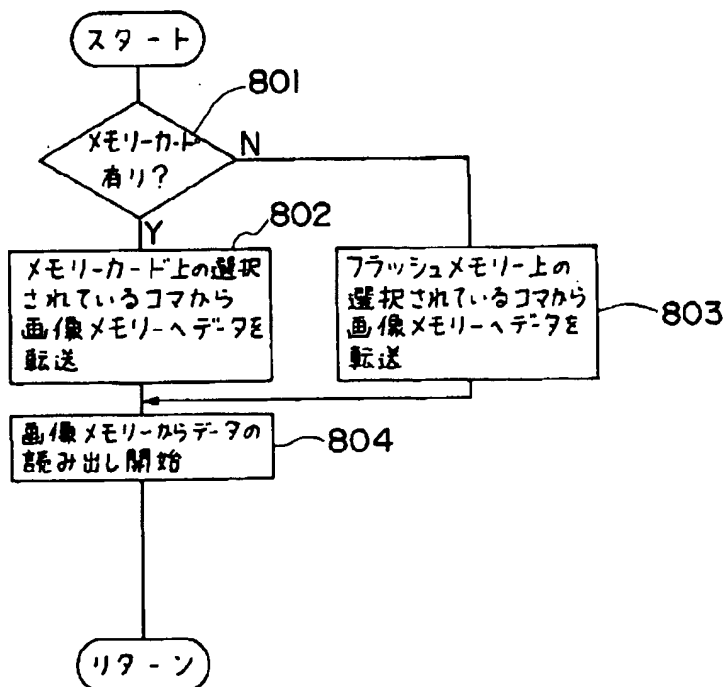 スタート
801
メモリーカード
有り?
N
Y
802
メモリーカード上の選択
されているコマから
画像メモリーへデータを
転送
フラッシュメモリー上の
選択されているコマから
画像メモリーへデータを
転送
803
画像メモリーからデータの
読み出し開始
804
リターン